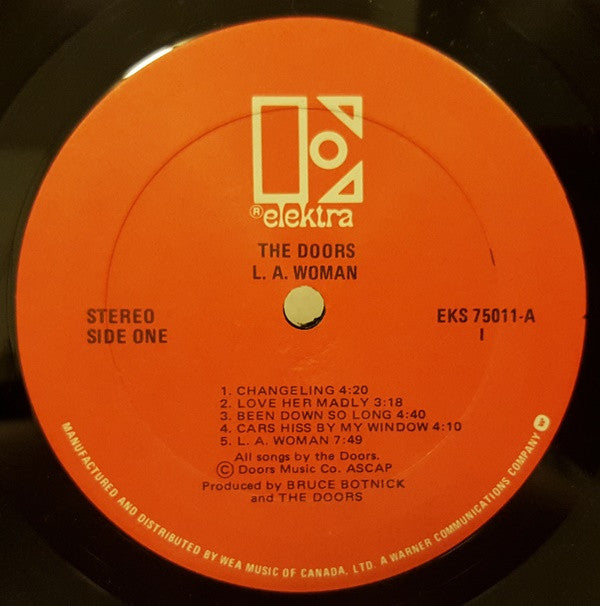 ® elektra
THE DOORS
L. A. WOMAN
STEREO
SIDE ONE
EKS 75011-A
I
1. CHANGELING 4:20
2. LOVE HER MADLY 3:18
3. BEEN DOWN SO LONG 4:40
4. CARS HISS BY MY WINDOW 4:10
5. L. A. WOMAN 7:49
All songs by the Doors.
© Doors Music Co. ASCAP
Produced by BRUCE BOTNICK
and THE DOORS
MANUFACTURED AND DISTRIBUTED BY WEA MUSIC OF CANADA, LTD. A WARNER COMMUNICATIONS COMPANY